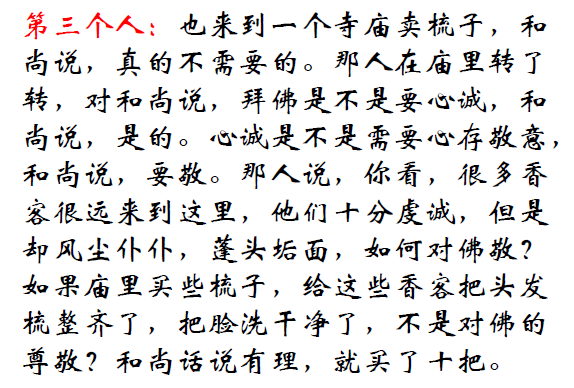 第三个人：也来到一个寺庙卖梳子，和
尚说，真的不需要的。那人在庙里转了
转，对和尚说，拜佛是不是要心诚，和
尚说，是的。心诚是不是需要心存敬意，
和尚说，要敬。那人说，你看，很多香
客很远来到这里，他们十分虔诚，但是
却风尘仆仆，蓬头垢面，如何对佛敬？
如果庙里买些梳子，给这些香客把头发
梳整齐了，把脸洗干净了，不是对佛的
尊敬？和尚话说有理，就买了十把。